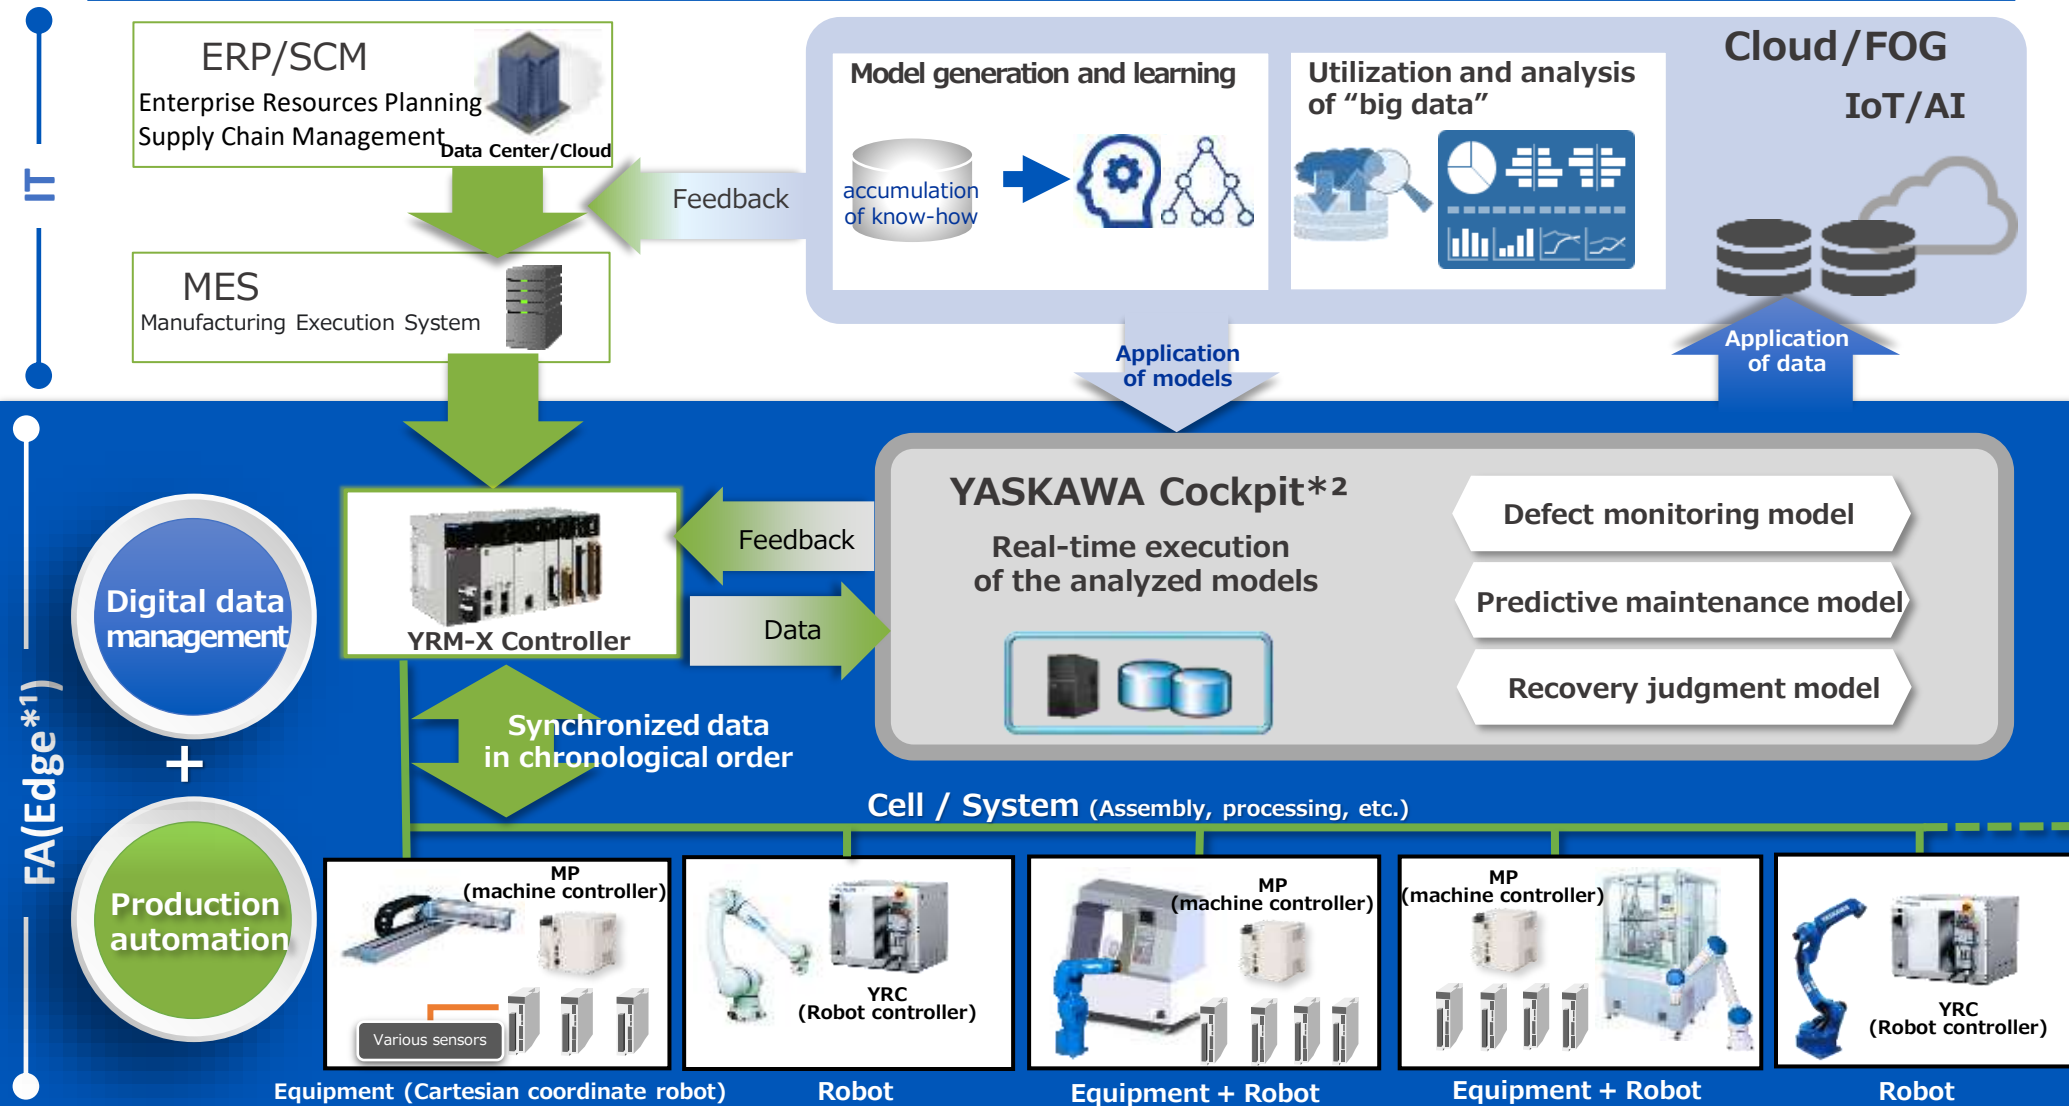 IT
ERP/SCM
Enterprise Resources Planning
Supply Chain Management
Data Center/Cloud
Feedback
MES
Manufacturing Execution System
Model generation and learning
accumulation
of know-how
Utilization and analysis
of “big data”
Cloud/FOG
IoT/AI
Application
of models
Application
of data
FA(Edge*¹)
Digital data
management
+
Production
automation
YRM-X Controller
Feedback
Data
YASKAWA Cockpit*²
Real-time execution
of the analyzed models
Defect monitoring model
Predictive maintenance model
Recovery judgment model
Synchronized data
in chronological order
Cell / System (Assembly, processing, etc.)
MP
(machine controller)
Various sensors
Equipment (Cartesian coordinate robot)
YRC
(Robot controller)
Robot
MP
(machine controller)
Equipment + Robot
MP
(machine controller)
Equipment + Robot
YASKAWA
YRC
(Robot controller)
Robot